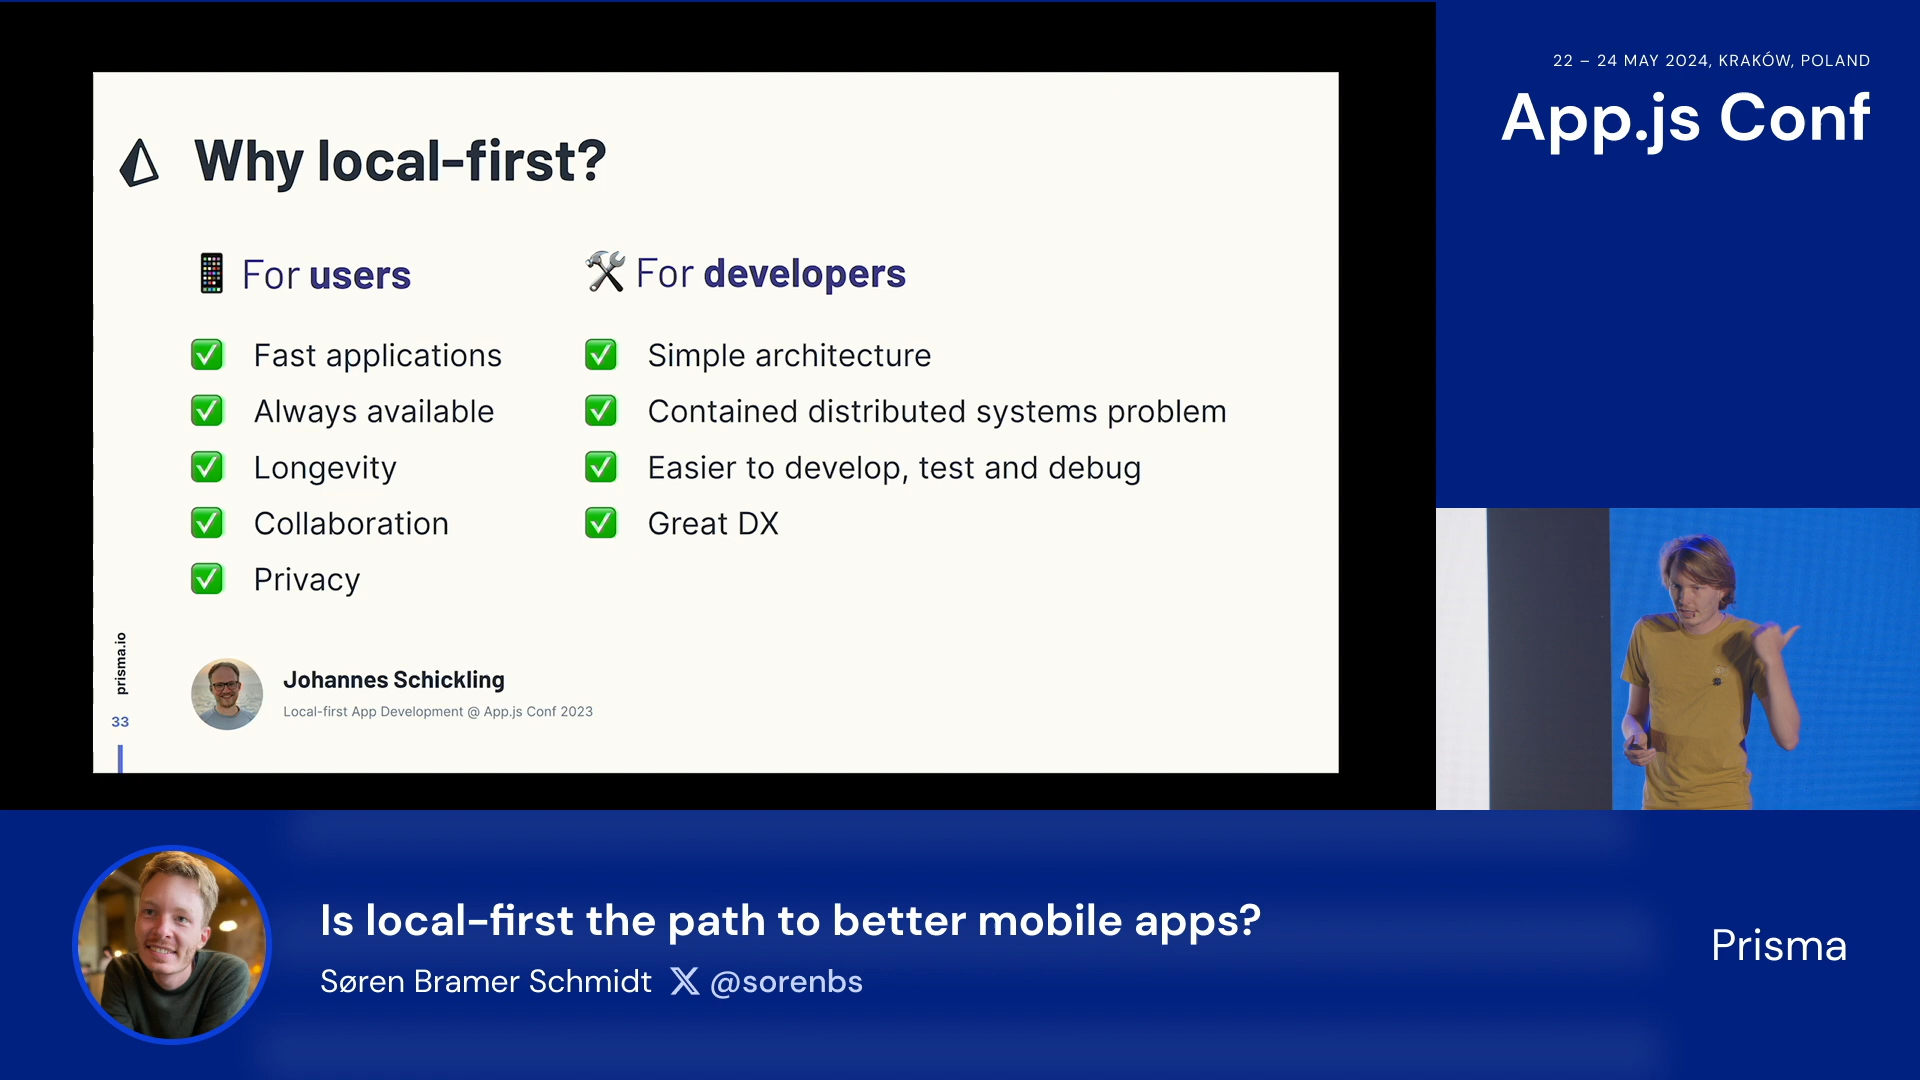 22 – 24 MAY 2024, KRAKÓW, POLAND
App.js Conf
Why local-first?
For users
Fast applications
Always available
Longevity
Collaboration
Privacy
For developers
Simple architecture
Contained distributed systems problem
Easier to develop, test and debug
Great DX
Johannes Schickling
Local-first App Development @ App.js Conf 2023
prisma.io
33
Is local-first the path to better mobile apps?
Søren Bramer Schmidt X @sorenbs
Prisma